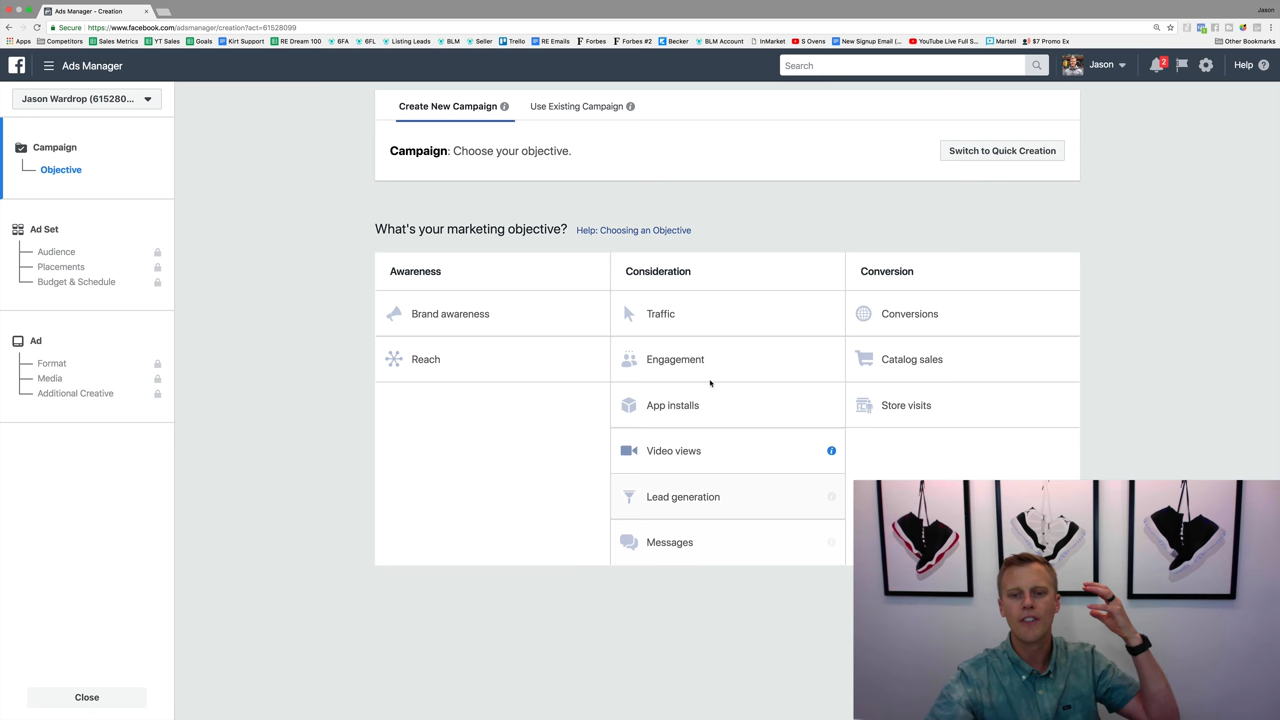 Ads Manager - Creation
Jason
Secure https://www.facebook.com/adsmanager/creation?act=61528099
Apps Competitors Sales Metrics YT Sales Goals Kirt Support RE Dream 100 6FA 6FL Listing Leads BLM Seller Trello RE Emails Forbes Forbes #2 Becker BLM Account InMarket S Ovens New Signup Email (... YouTube Live Full S... Martell $7 Promo Ex Other Bookmarks
Ads Manager Search Jason 2 Help
Jason Wardrop (615280...
Campaign
Objective
Ad Set
Audience
Placements
Budget & Schedule
Ad
Format
Media
Additional Creative
Close
Create New Campaign Use Existing Campaign
Campaign: Choose your objective. Switch to Quick Creation
What's your marketing objective? Help: Choosing an Objective
Awareness Consideration Conversion
Brand awareness Traffic Conversions
Reach Engagement Catalog sales
App installs Store visits
Video views
Lead generation
Messages